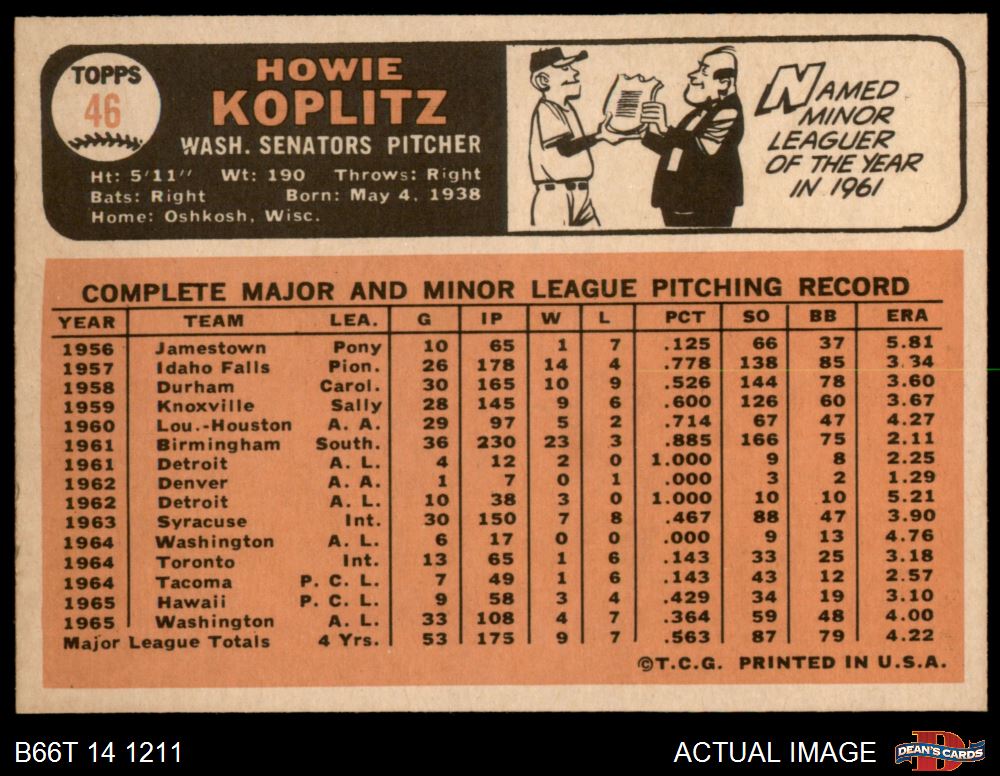 TOPPS
46
HOWIE
KOPLITZ
WASH. SENATORS PITCHER
Ht: 5'11" Wt: 190 Throws: Right
Bats: Right Born: May 4, 1938
Home: Oshkosh, Wisc.
NAMED
MINOR
LEAGUER
OF THE YEAR
IN 1961
COMPLETE MAJOR AND MINOR LEAGUE PITCHING RECORD
YEAR TEAM LEA. G IP W L PCT SO BB ERA
1956 Jamestown Pony 10 65 1 7 .125 66 37 5.81
1957 Idaho Falls Pion. 26 178 14 4 .778 138 85 3.34
1958 Durham Carol. 30 165 10 9 .526 144 78 3.60
1959 Knoxville Sally 28 145 9 6 .600 126 60 3.67
1960 Lou.-Houston A. A. 29 97 5 2 .714 67 47 4.27
1961 Birmingham South. 36 230 23 3 .885 166 75 2.11
1961 Detroit A. L. 4 12 2 0 1.000 9 8 2.25
1962 Denver A. A. 1 7 0 1 .000 3 2 1.29
1962 Detroit A. L. 10 38 3 0 1.000 10 10 5.21
1963 Syracuse Int. 30 150 7 8 .467 88 47 3.90
1964 Washington A. L. 6 17 0 0 .000 9 13 4.76
1964 Toronto Int. 13 65 1 6 .143 33 25 3.18
1964 Tacoma P. C. L. 7 49 1 6 .143 43 12 2.57
1965 Hawaii P. C. L. 9 58 3 4 .429 34 19 3.10
1965 Washington A. L. 33 108 4 7 .364 59 48 4.00
Major League Totals 4 Yrs. 53 175 9 7 .563 87 79 4.22
©T.C.G. PRINTED IN U.S.A.
B66T 14 1211
ACTUAL IMAGE
DEAN'S CARDS